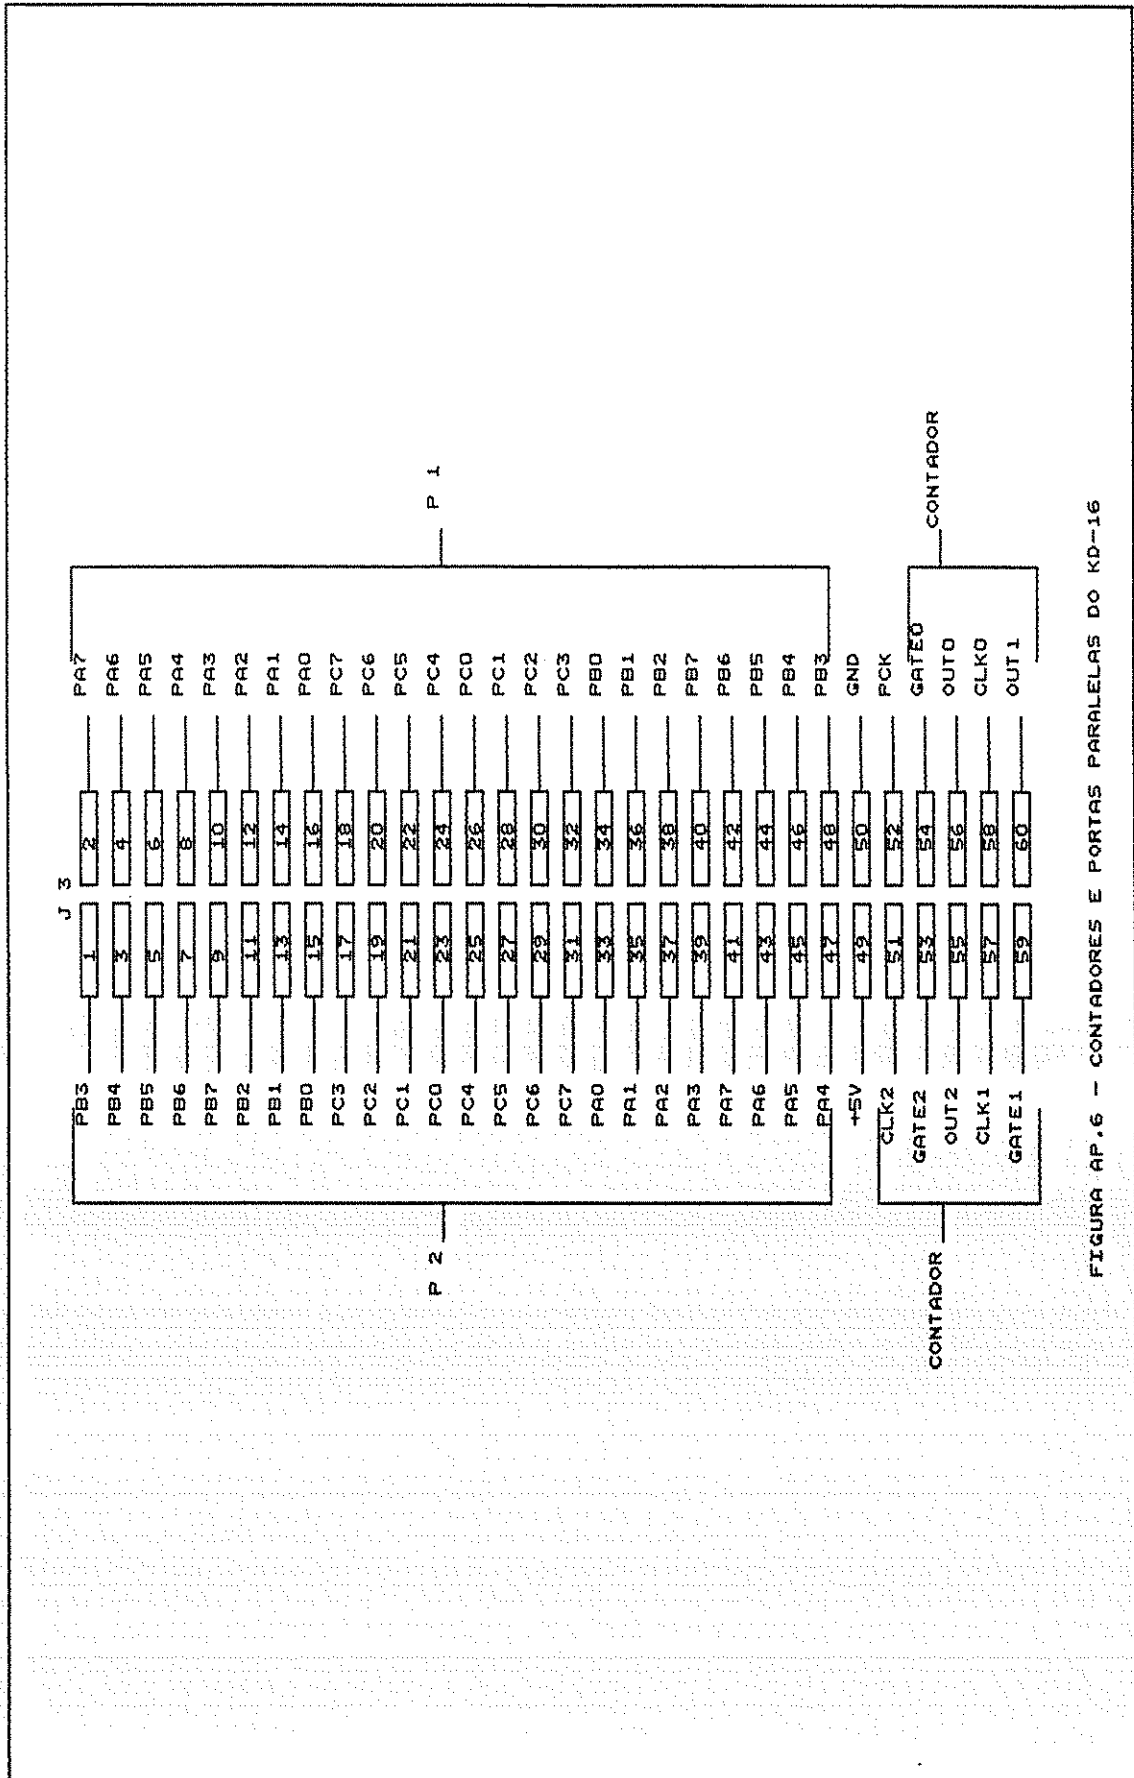 J 3
PB3 1 2 PA7
PB4 3 4 PA6
PB5 5 6 PA5
PB6 7 8 PA4
PB7 9 10 PA3
PB2 11 12 PA2
PB1 13 14 PA1
PB0 15 16 PA0
PC3 17 18 PC7
PC2 19 20 PC6
PC1 21 22 PC5
PC0 23 24 PC4
PC4 25 26 PC0
PC5 27 28 PC1
PC6 29 30 PC2
PC7 31 32 PC3
PA0 33 34 PB0
PA1 35 36 PB1
PA2 37 38 PB2
PA3 39 40 PB7
PA7 41 42 PB6
PA6 43 44 PB5
PA5 45 46 PB4
PA4 47 48 PB3
+5V 49 50 GND
CLK2 51 52 PCK
GATE2 53 54 GATE0
OUT2 55 56 OUT0
CLK1 57 58 CLK0
GATE1 59 60 OUT1
P 2
P 1
CONTADOR
CONTADOR
FIGURA AP.6 - CONTADORES E PORTAS PARALELAS DO KD-16